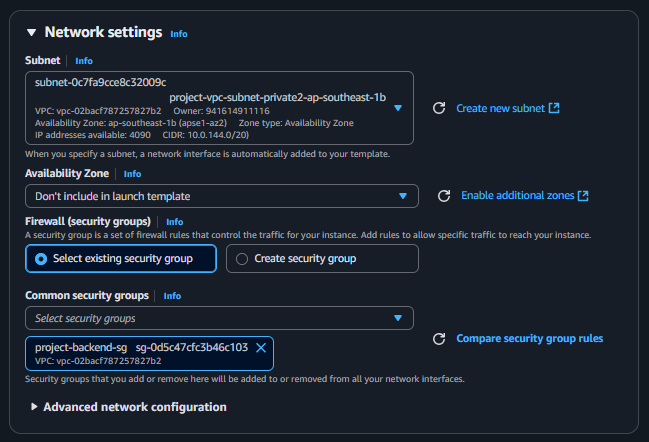 Network settings Info
Subnet Info
subnet-0c7fa9cce8c32009c
project-vpc-subnet-private2-ap-southeast-1b
VPC: vpc-02bacf787257827b2 Owner: 941614911116
Availability Zone: ap-southeast-1b (apse1-az2) Zone type: Availability Zone
IP addresses available: 4090 CIDR: 10.0.144.0/20)
Create new subnet
When you specify a subnet, a network interface is automatically added to your template.
Availability Zone Info
Don't include in launch template
Enable additional zones
Firewall (security groups) Info
A security group is a set of firewall rules that control the traffic for your instance. Add rules to allow specific traffic to reach your instance.
Select existing security group
Create security group
Common security groups Info
Select security groups
project-backend-sg sg-0d5c47cfc3b46c103
VPC: vpc-02bacf787257827b2
Compare security group rules
Security groups that you add or remove here will be added to or removed from all your network interfaces.
Advanced network configuration